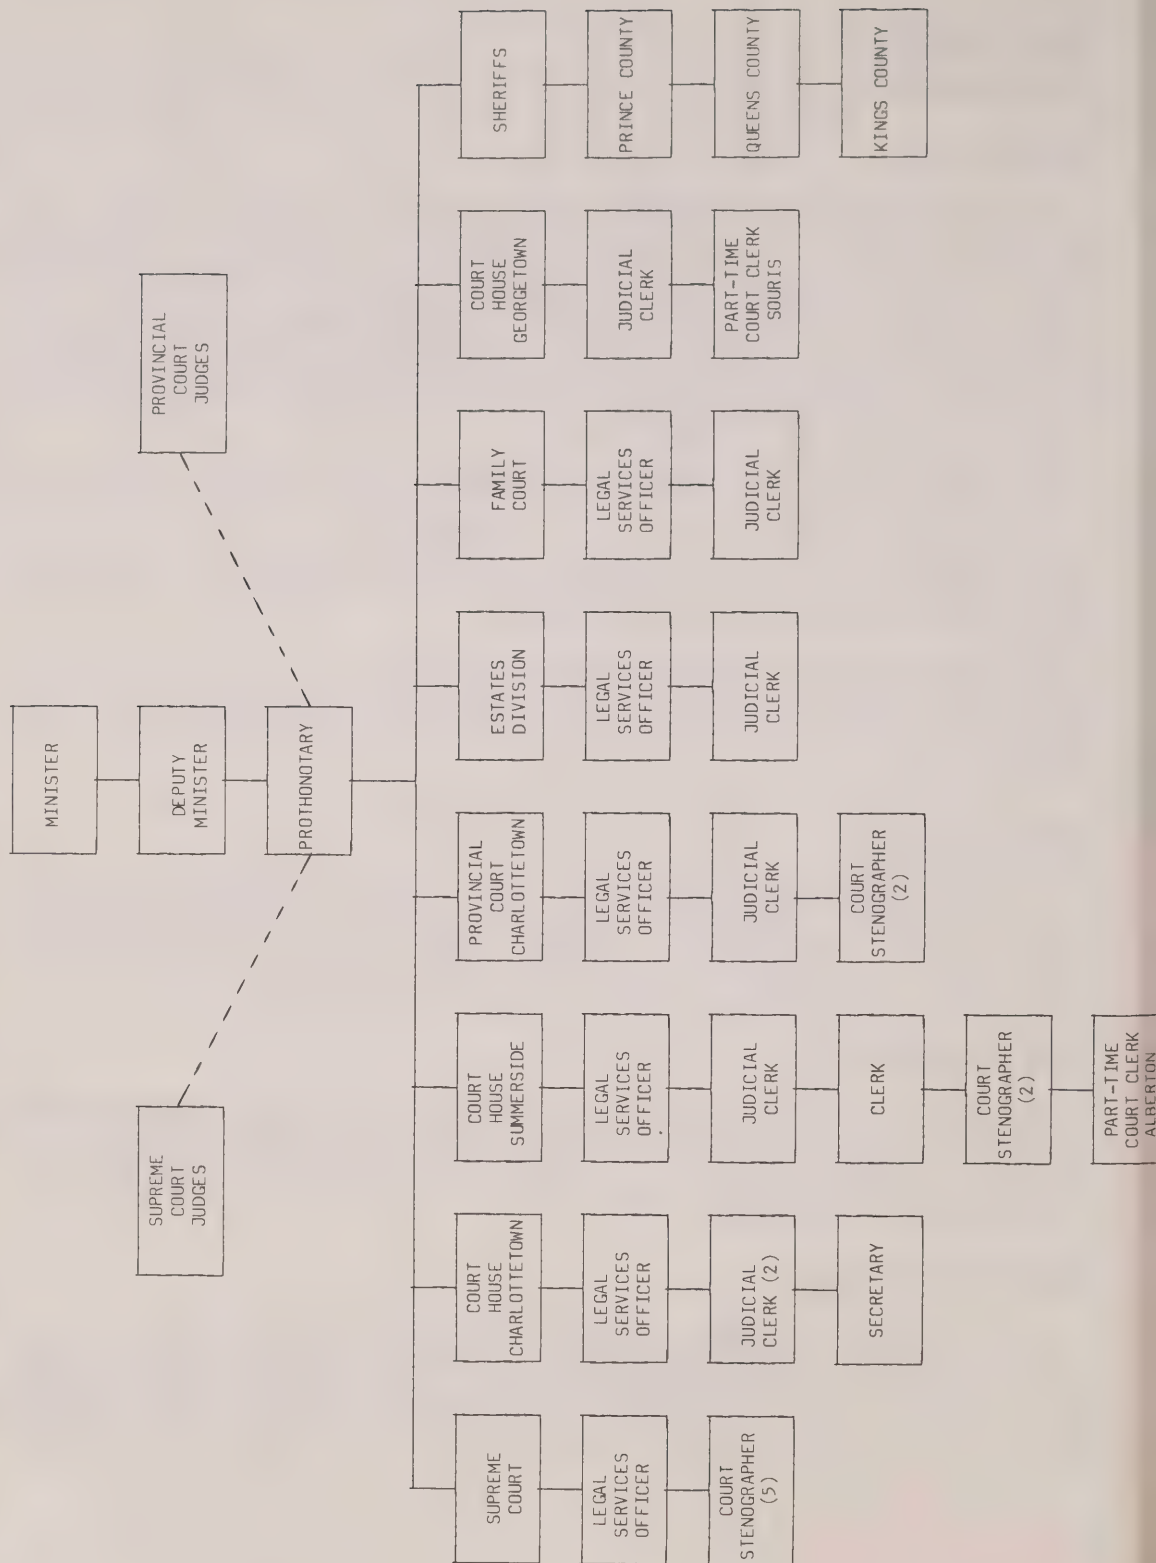 MINISTER
DEPUTY
MINISTER
PROTHONOTARY
SUPREME
COURT
JUDGES
PROVINCIAL
COURT
JUDGES
SUPREME
COURT
LEGAL
SERVICES
OFFICER
COURT
STENOGRAPHER
(5)
COURT
HOUSE
CHARLOTTETOWN
LEGAL
SERVICES
OFFICER
JUDICIAL
CLERK (2)
SECRETARY
COURT
HOUSE
SUMMERSIDE
LEGAL
SERVICES
OFFICER
JUDICIAL
CLERK
CLERK
COURT
STENOGRAPHER
(2)
PART-TIME
COURT CLERK
ALBERTON
PROVINCIAL
COURT
CHARLOTTETOWN
LEGAL
SERVICES
OFFICER
JUDICIAL
CLERK
COURT
STENOGRAPHER
(2)
ESTATES
DIVISION
LEGAL
SERVICES
OFFICER
JUDICIAL
CLERK
FAMILY
COURT
LEGAL
SERVICES
OFFICER
JUDICIAL
CLERK
COURT
HOUSE
GEORGETOWN
JUDICIAL
CLERK
PART-TIME
COURT CLERK
SOURIS
SHERIFFS
PRINCE COUNTY
QUEENS COUNTY
KINGS COUNTY